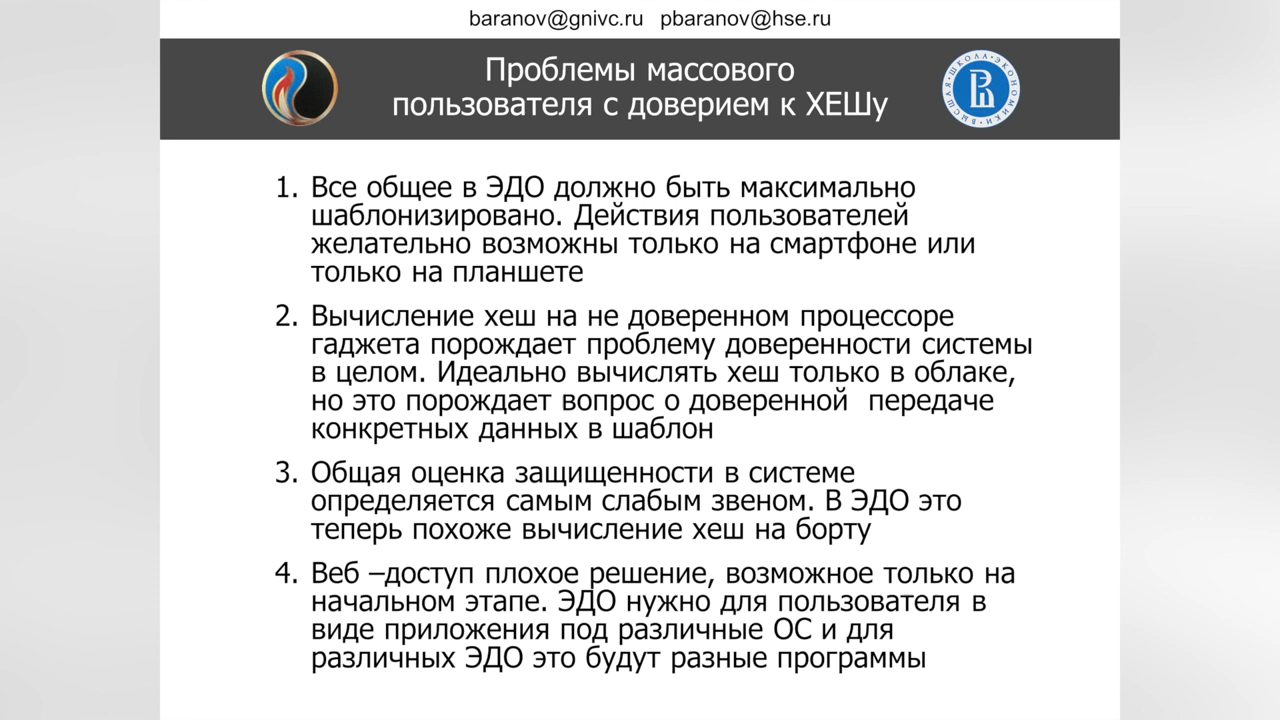 baranov@gnivc.ru pbaranov@hse.ru
Проблемы массового
пользователя с доверием к ХЕШу
ВЫСШАЯ ШКОЛА ЭКОНОМИКИ
1. Все общее в ЭДО должно быть максимально
шаблонизировано. Действия пользователей
желательно возможны только на смартфоне или
только на планшете
2. Вычисление хеш на не доверенном процессоре
гаджета порождает проблему доверенности системы
в целом. Идеально вычислять хеш только в облаке,
но это порождает вопрос о доверенной передаче
конкретных данных в шаблон
3. Общая оценка защищенности в системе
определяется самым слабым звеном. В ЭДО это
теперь похоже вычисление хеш на борту
4. Веб –доступ плохое решение, возможное только на
начальном этапе. ЭДО нужно для пользователя в
виде приложения под различные ОС и для
различных ЭДО это будут разные программы